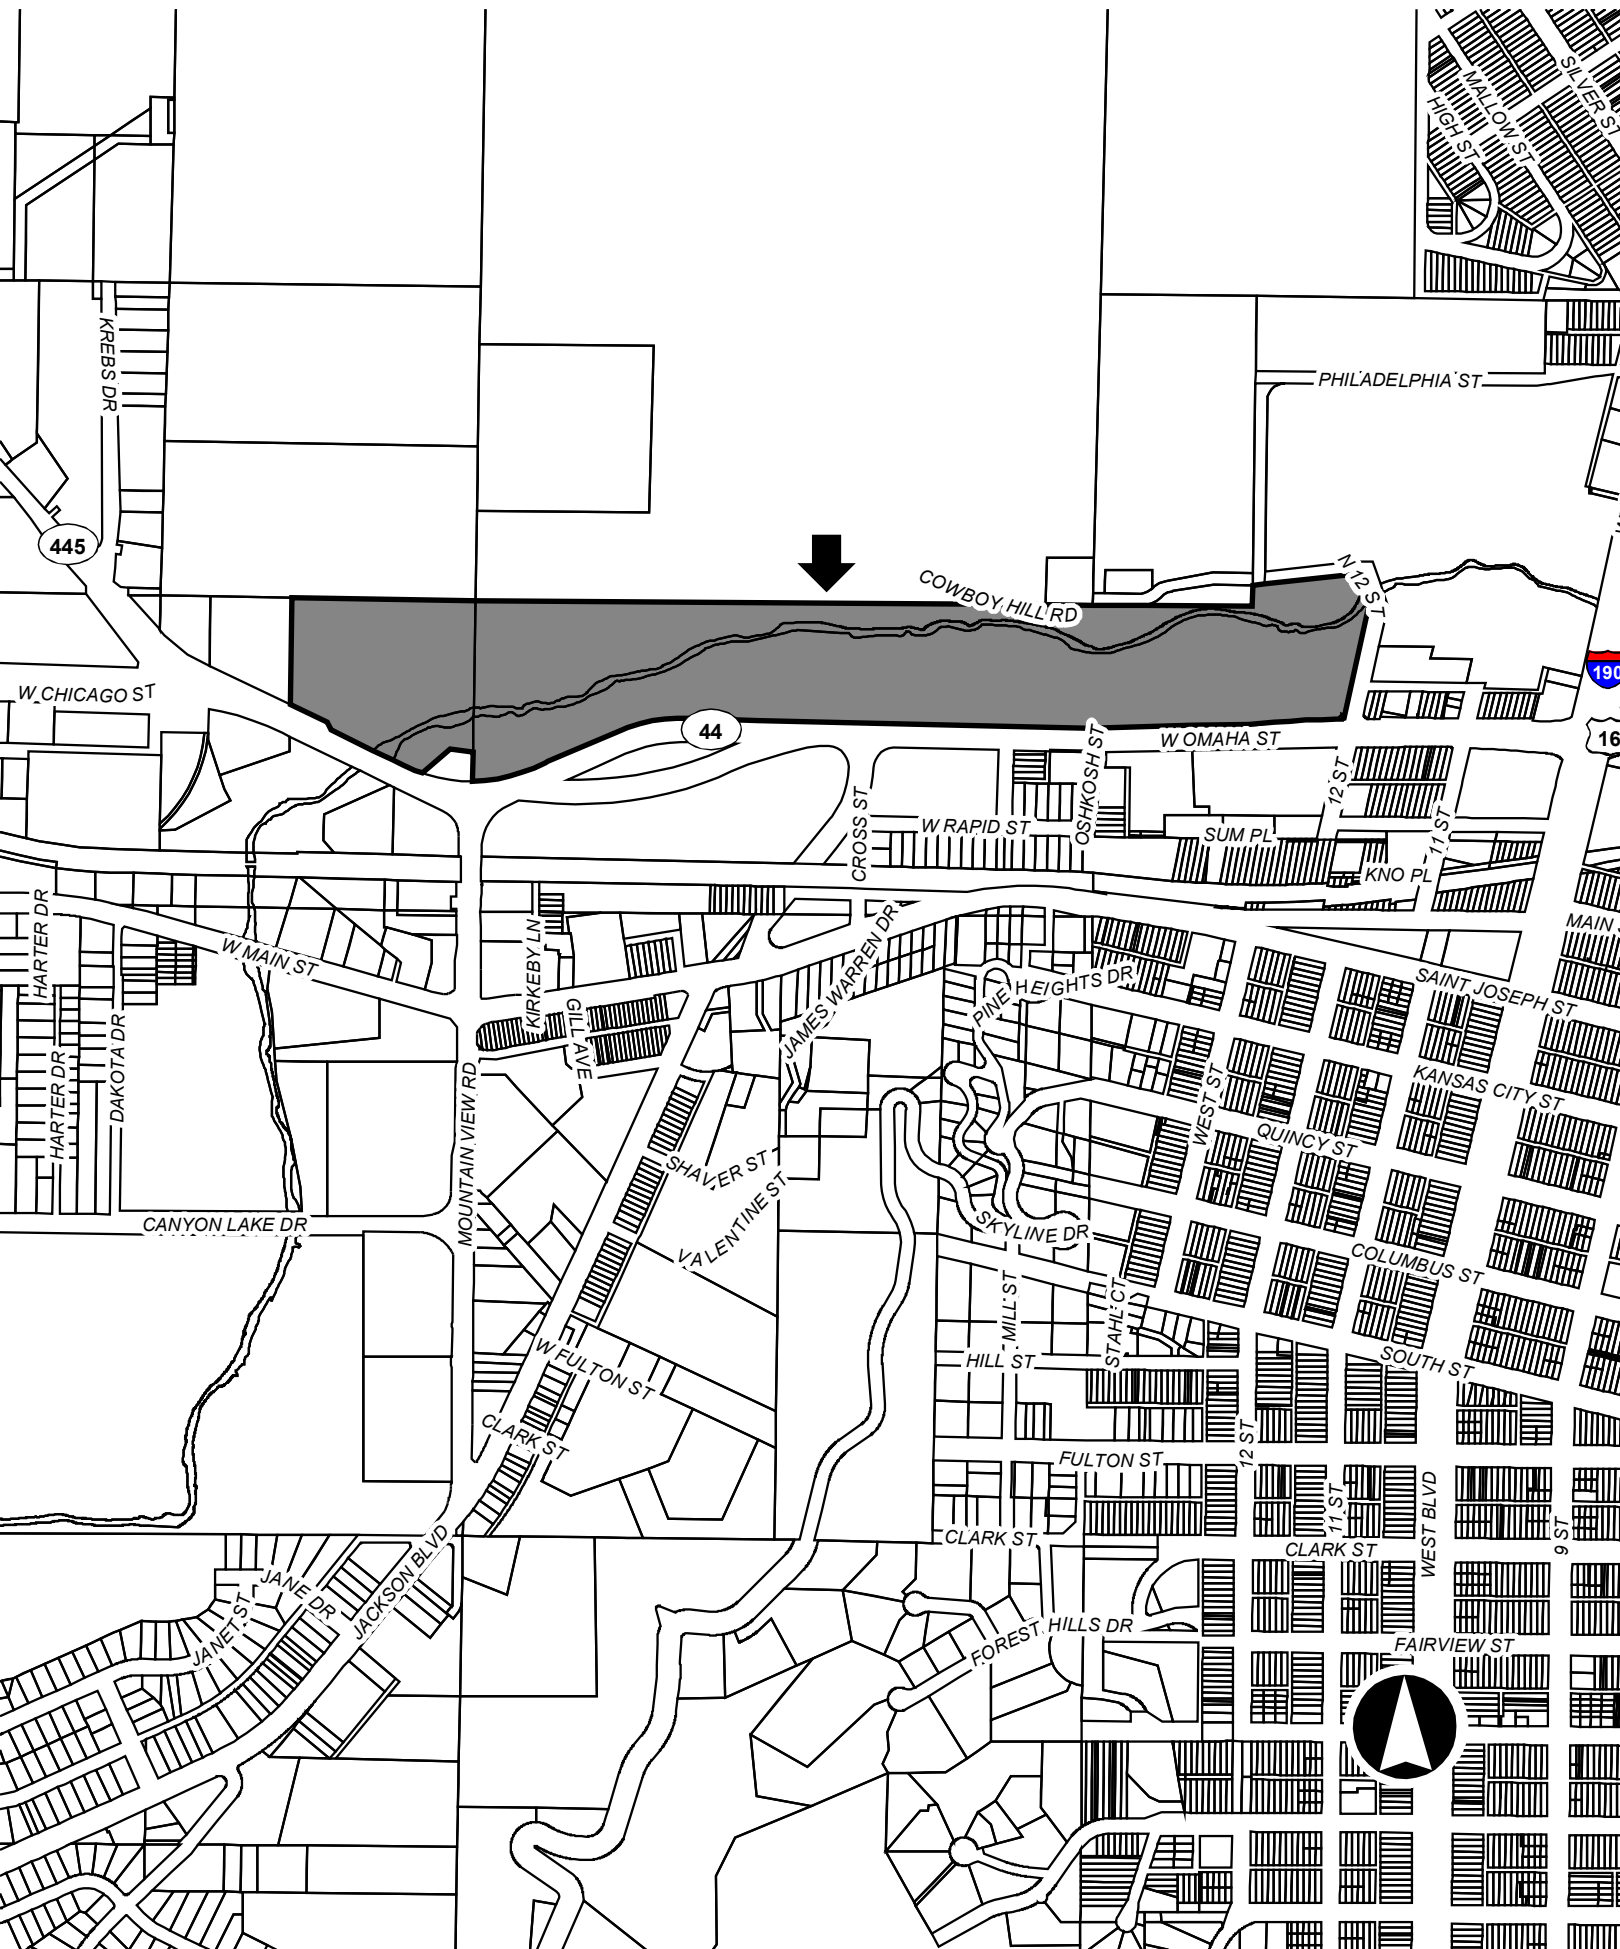 SILVER ST
MALLOW ST
HIGH ST
KREBS DR
PHILADELPHIA ST
445
COWBOY HILL RD
N 12 ST
190
W CHICAGO ST
44
W OMAHA ST
16
OSHKOSH ST
12 ST
CROSS ST
W RAPID ST
SUM PL
11 ST
KNO PL
HARTER DR
W MAIN ST
KIRKEBY LN
JAMES WARREN DR
MAIN
PINE HEIGHTS DR
SAINT JOSEPH ST
GILL AVE
DAKOTA DR
HARTER DR
MOUNTAIN VIEW RD
KANSAS CITY ST
WEST ST
QUINCY ST
SHAVER ST
VALENTINE ST
CANYON LAKE DR
SKYLINE DR
COLUMBUS ST
MILL ST
STAHL CT
HILL ST
SOUTH ST
W FULTON ST
CLARK ST
12 ST
FULTON ST
11 ST
WEST BLVD
9 ST
CLARK ST
CLARK ST
JANE DR
JACKSON BLVD
JANET ST
FOREST HILLS DR
FAIRVIEW ST